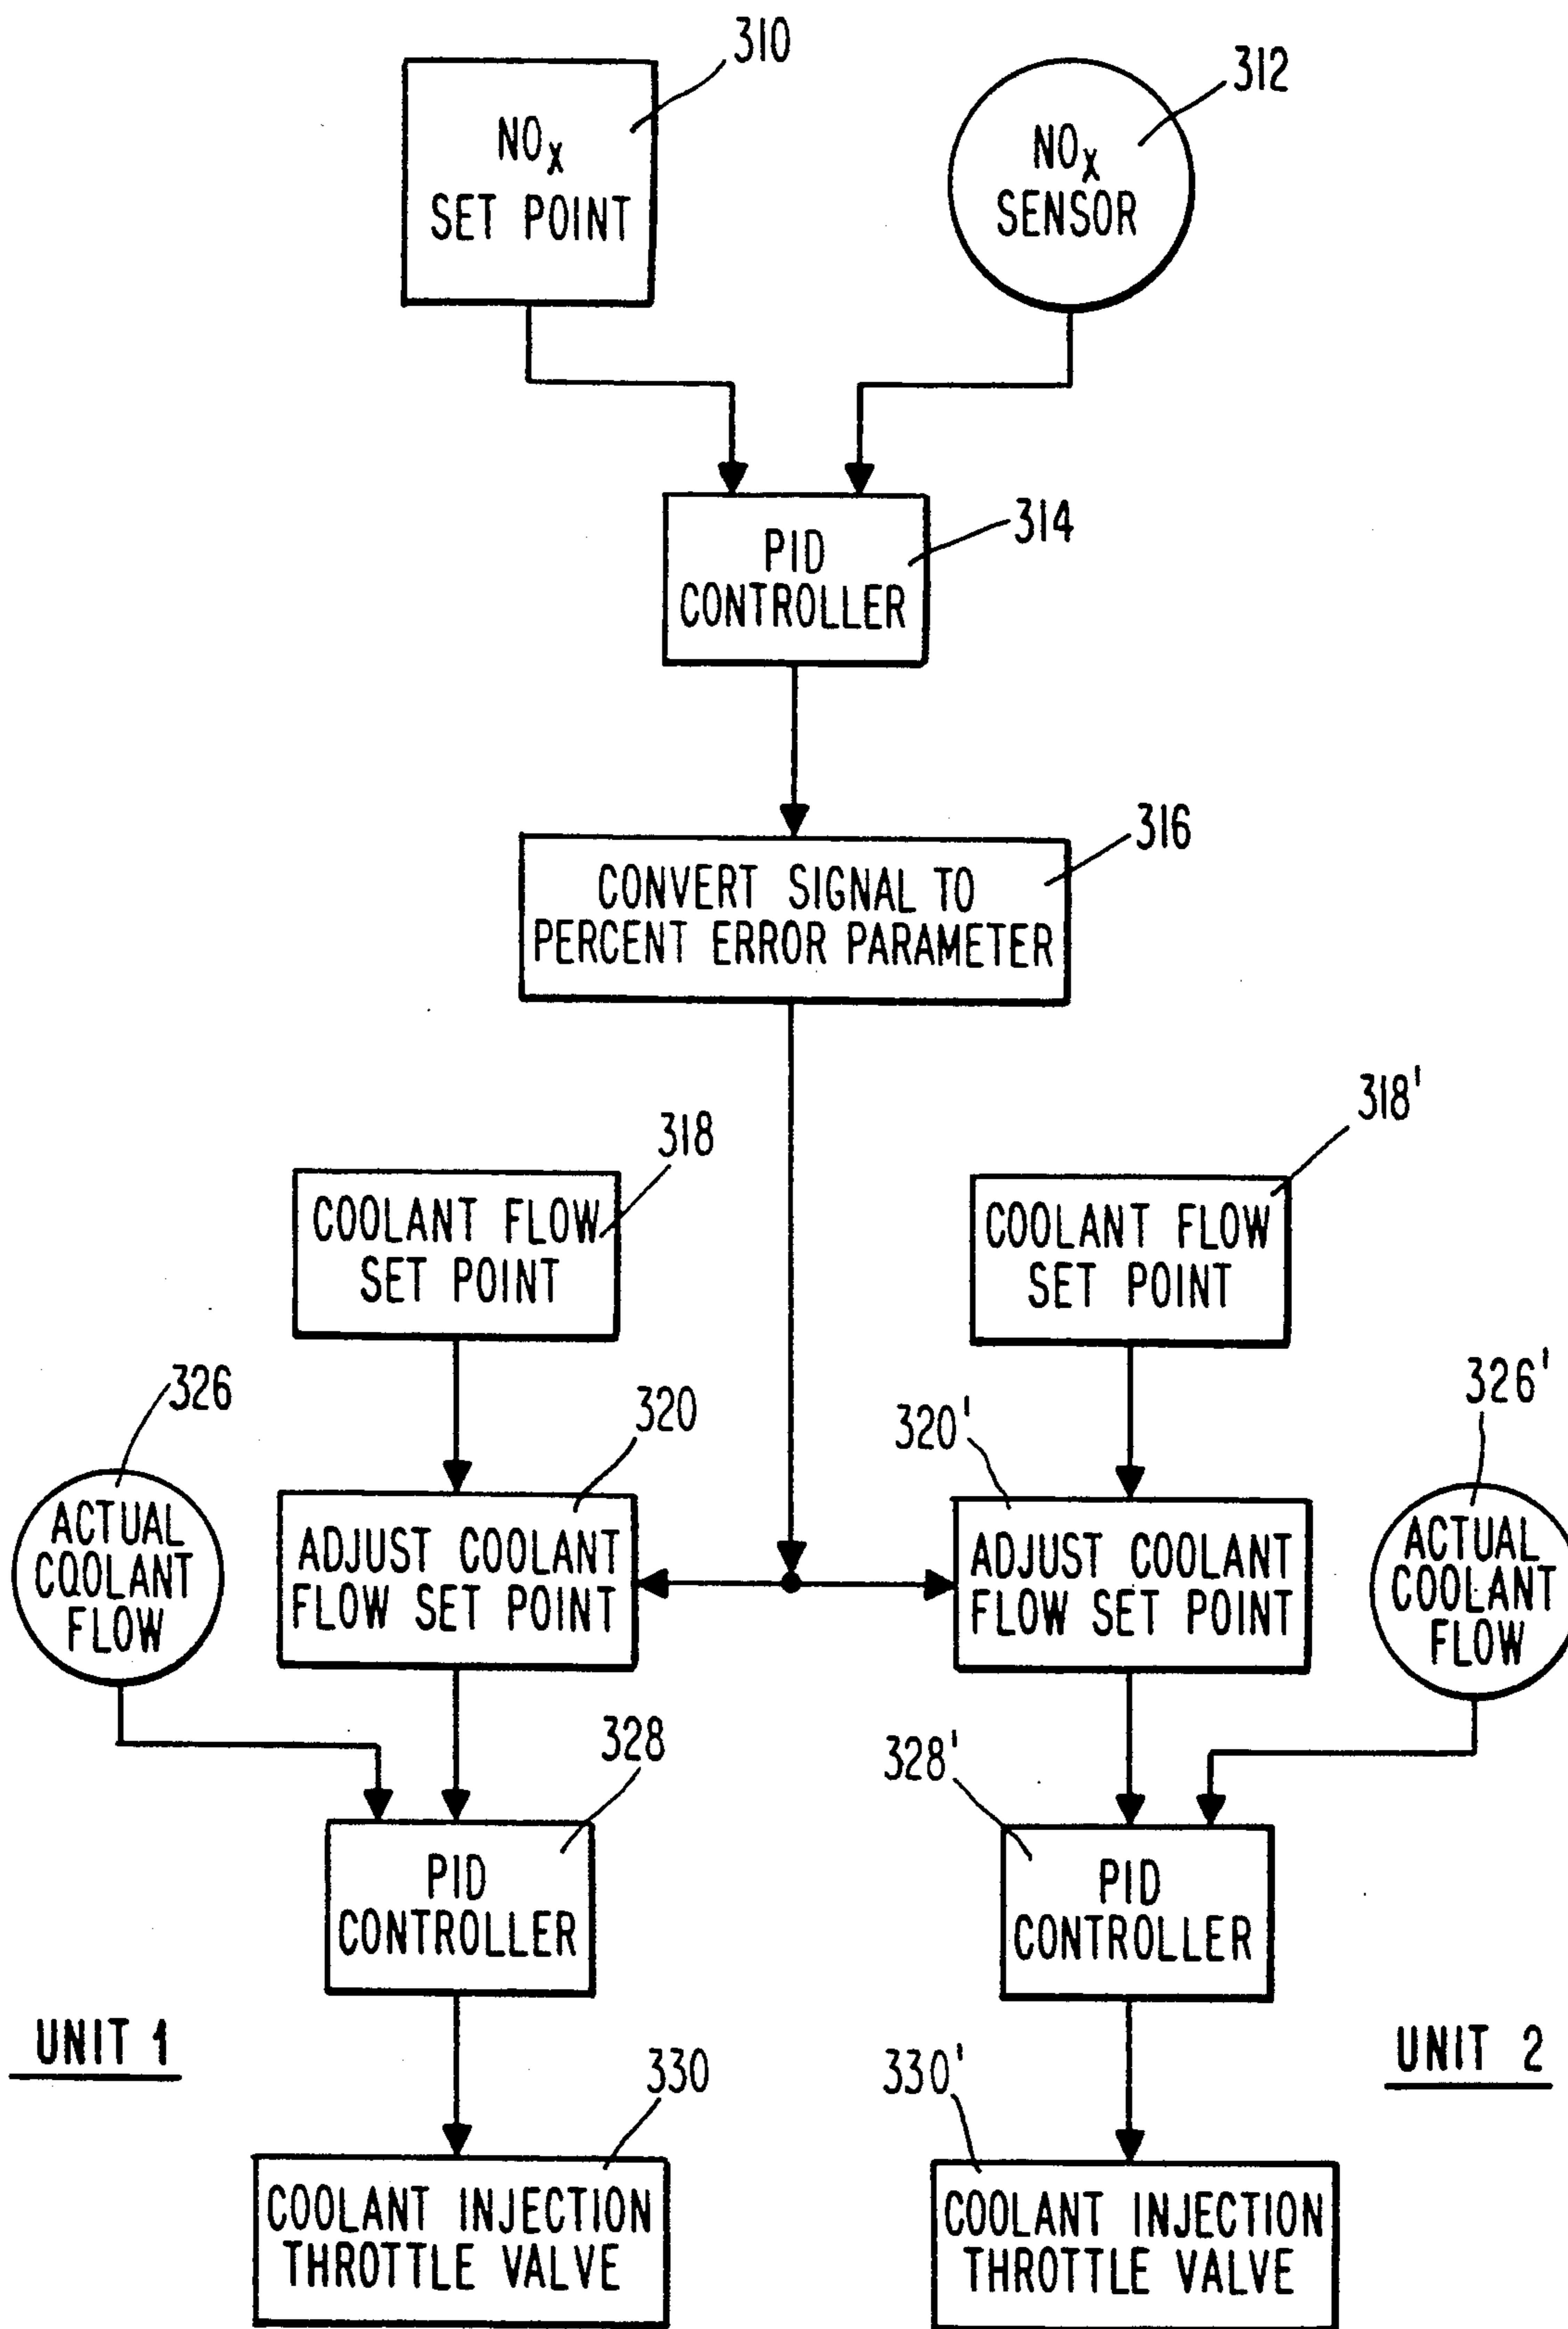 310
NOx
SET POINT
312
NOx
SENSOR
314
PID
CONTROLLER
316
CONVERT SIGNAL TO
PERCENT ERROR PARAMETER
318
COOLANT FLOW
SET POINT
318'
COOLANT FLOW
SET POINT
326
ACTUAL
COOLANT
FLOW
320
ADJUST COOLANT
FLOW SET POINT
320'
ADJUST COOLANT
FLOW SET POINT
326'
ACTUAL
COOLANT
FLOW
328
PID
CONTROLLER
328'
PID
CONTROLLER
UNIT 1
UNIT 2
330
COOLANT INJECTION
THROTTLE VALVE
330'
COOLANT INJECTION
THROTTLE VALVE